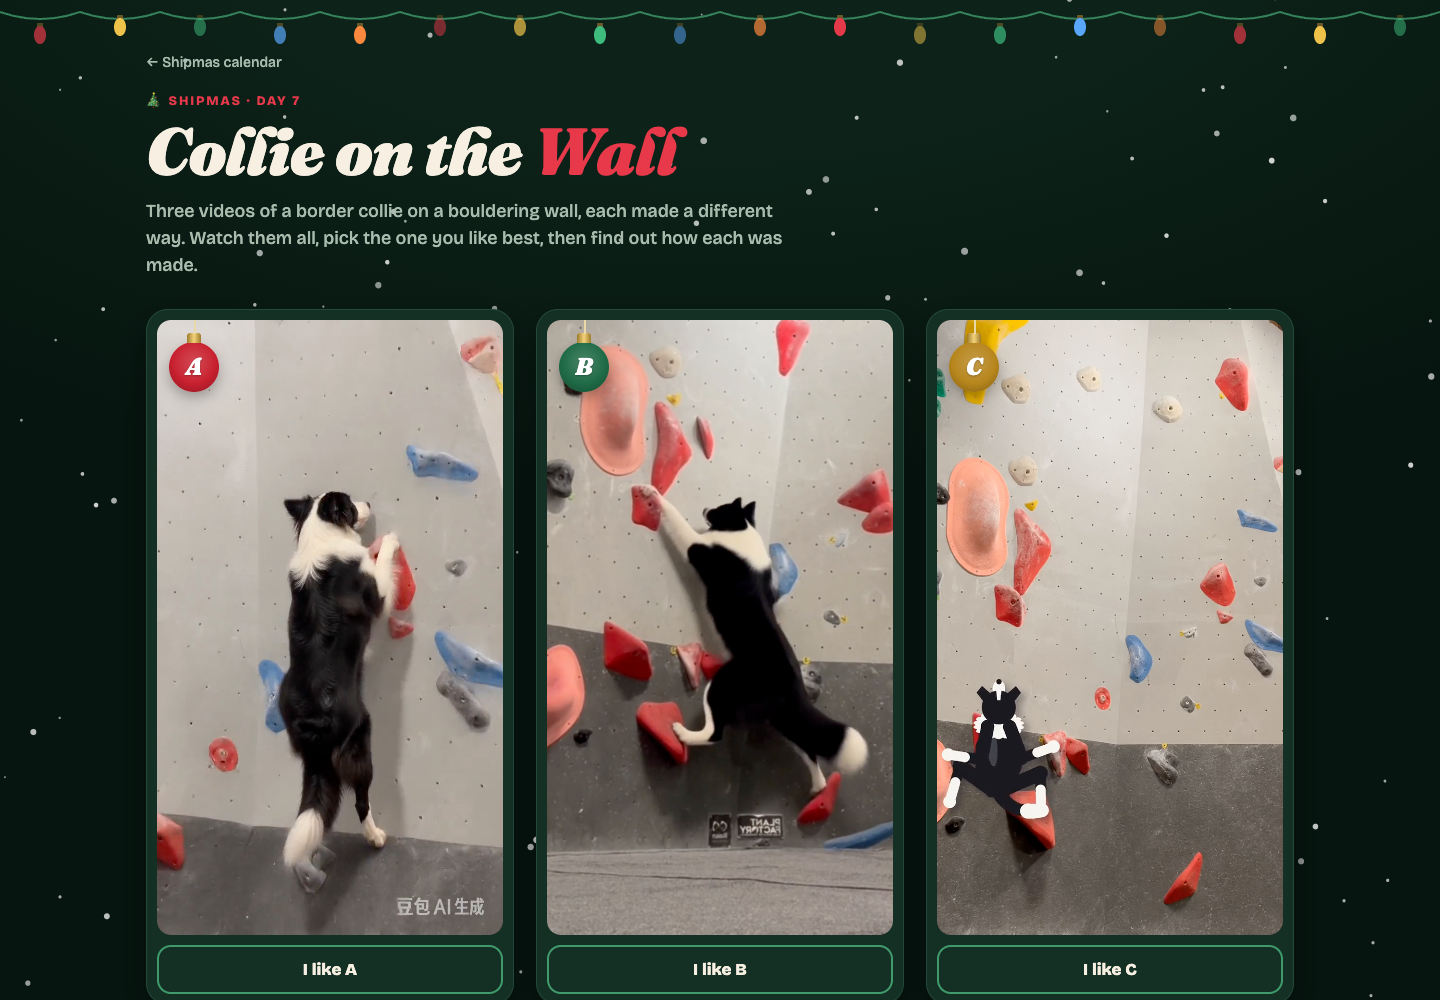 ← Shipmas calendar
🎄 SHIPMAS · DAY 7
Collie on the Wall
Three videos of a border collie on a bouldering wall, each made a different
way. Watch them all, pick the one you like best, then find out how each was
made.
A
B
C
豆包 AI 生成
PLANT
FACTORY
I like A
I like B
I like C